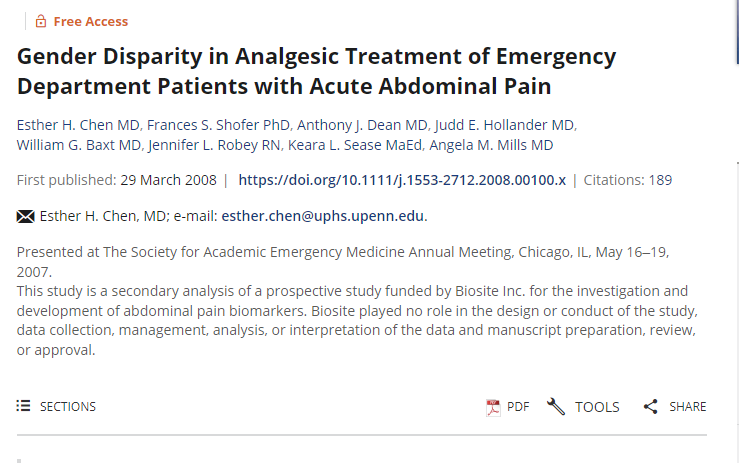 Free Access
Gender Disparity in Analgesic Treatment of Emergency
Department Patients with Acute Abdominal Pain
Esther H. Chen MD, Frances S. Shofer PhD, Anthony J. Dean MD, Judd E. Hollander MD,
William G. Baxt MD, Jennifer L. Robey RN, Keara L. Sease MaEd, Angela M. Mills MD
First published: 29 March 2008 | https://doi.org/10.1111/j.1553-2712.2008.00100.x | Citations: 189
Esther H. Chen, MD; e-mail: esther.chen@uphs.upenn.edu.
Presented at The Society for Academic Emergency Medicine Annual Meeting, Chicago, IL, May 16–19,
2007.
This study is a secondary analysis of a prospective study funded by Biosite Inc. for the investigation and
development of abdominal pain biomarkers. Biosite played no role in the design or conduct of the study,
data collection, management, analysis, or interpretation of the data and manuscript preparation, review,
or approval.
SECTIONS PDF TOOLS SHARE